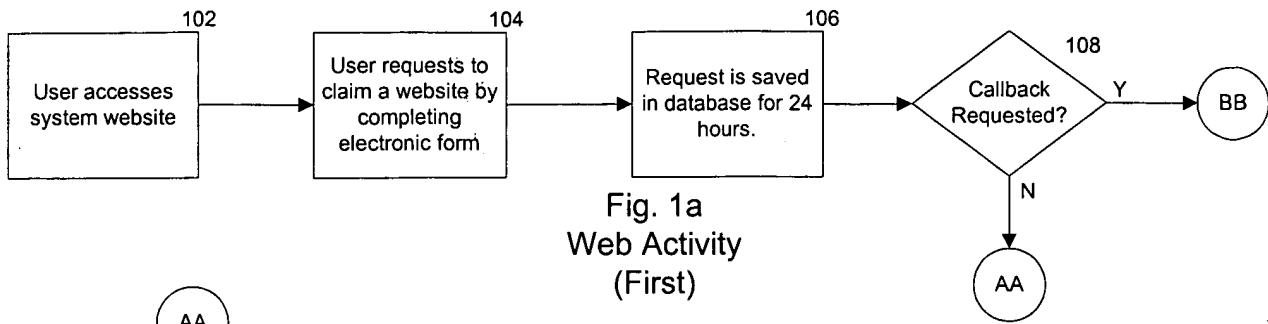 102
User accesses
system website
104
User requests to
claim a website by
completing
electronic form
106
Request is saved
in database for 24
hours.
108
Callback
Requested?
Y
BB
N
AA
Fig. 1a
Web Activity
(First)
AA